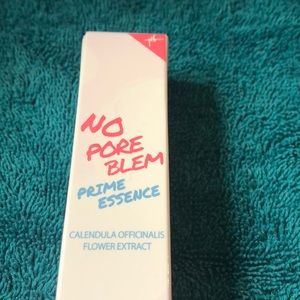 NO
PORE
BLEM
PRIME
ESSENCE
CALENDULA OFFICINALIS
FLOWER EXTRACT